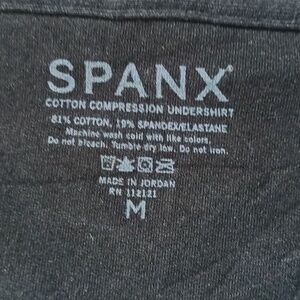 SPANX®
COTTON COMPRESSION UNDERSHIRT
81% COTTON, 19% SPANDEX/ELASTANE
Machine wash cold with like colors.
Do not bleach. Tumble dry low. Do not iron.
MADE IN JORDAN
RN 112121
M